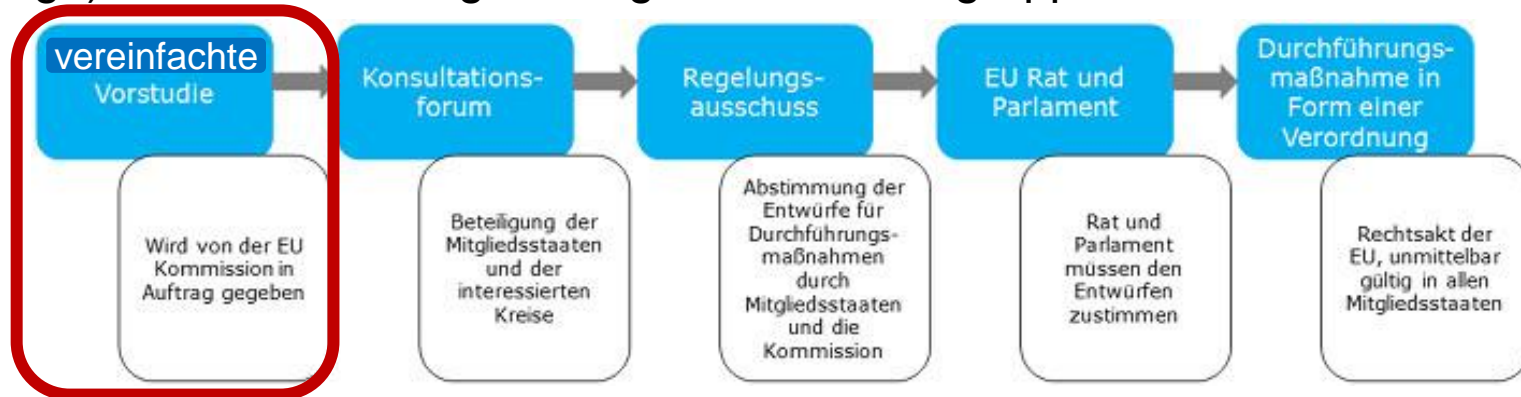 vereinfachte
Vorstudie
Wird von der EU
Kommission in
Auftrag gegeben
Konsultations-
forum
Beteiligung der
Mitgliedsstaaten
und der
interessierten
Kreise
Regelungs-
ausschuss
Abstimmung der
Entwürfe für
Durchführungs-
maßnahmen
durch
Mitgliedsstaaten
und die
Kommission
EU Rat und
Parlament
Rat und
Parlament
müssen den
Entwürfen
zustimmen
Durchführungs-
maßnahme in
Form einer
Verordnung
Rechtsakt der
EU, unmittelbar
gültig in allen
Mitgliedsstaaten